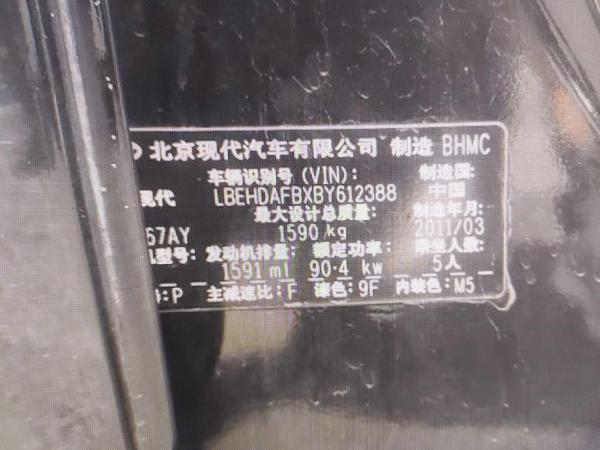 北京现代汽车有限公司 制造 BHMC
车辆识别号 (VIN): 制造国:
现代 LBEHDAFBXBY612388 中国
最大设计总质量: 制造年月:
67AY 1590 kg 2011/03
型号: 发动机排量: 额定功率: 乘坐人数:
1591 ml 90.4 kw 5人
:P 主减速比:F 漆色:9F 内装色:M5